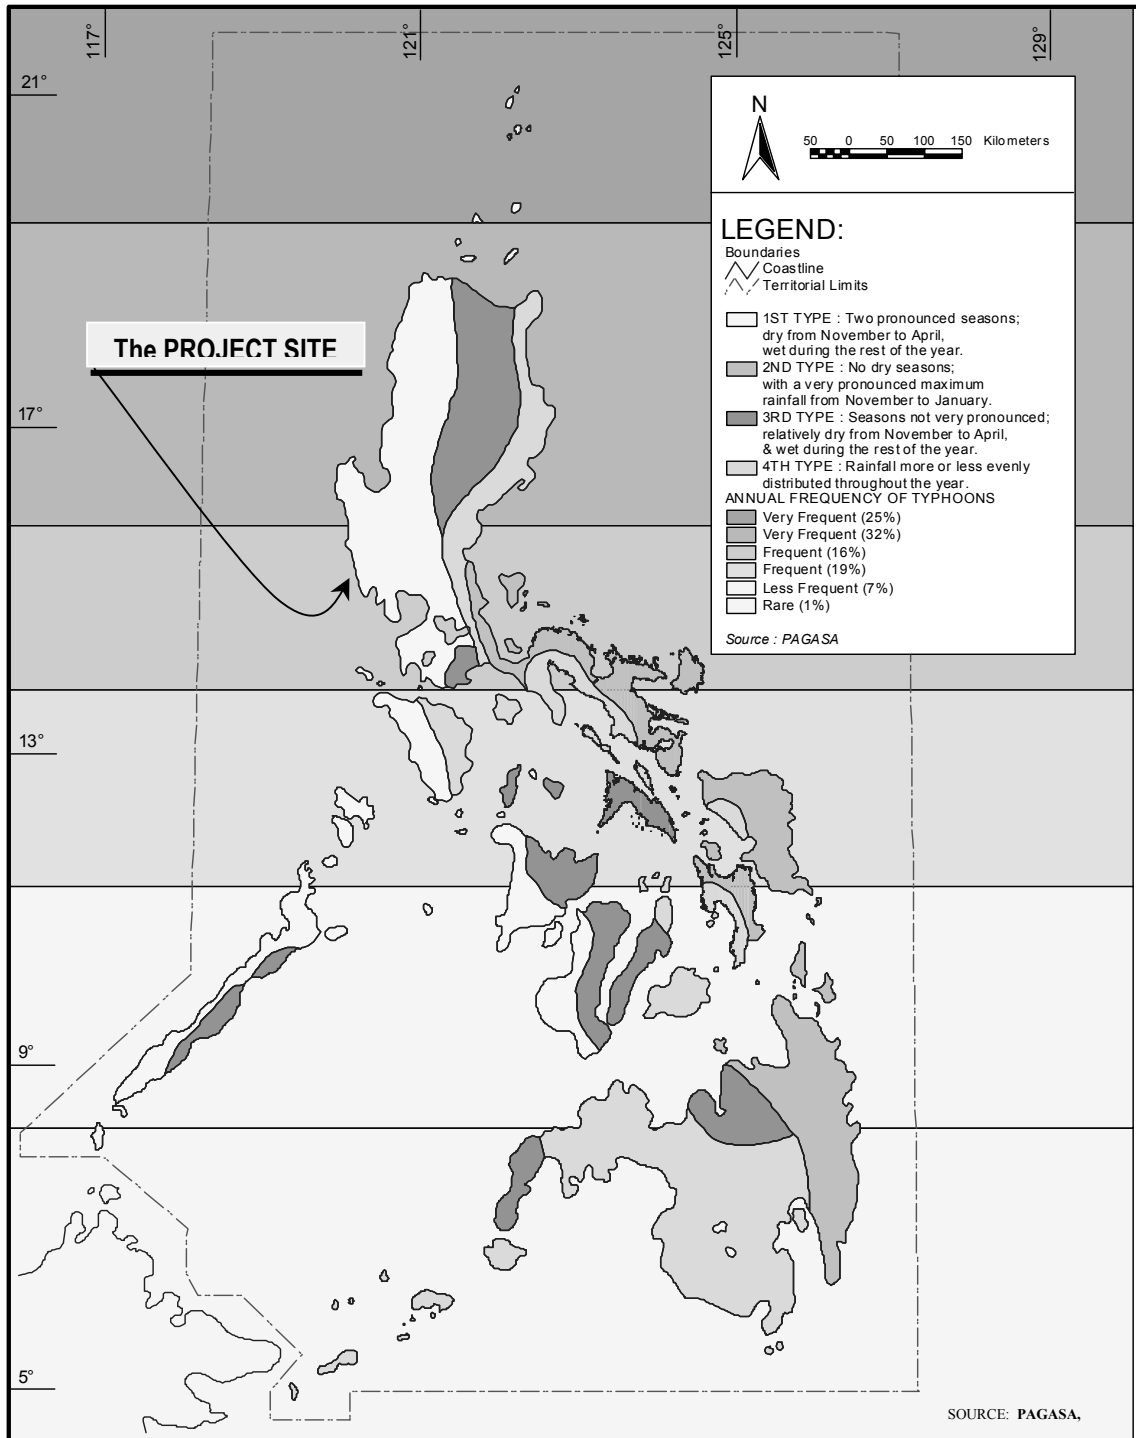 117°
121°
125°
129°
21°
N
50 0 50 100 150 Kilometers
LEGEND:
Boundaries
Coastline
Territorial Limits
1ST TYPE : Two pronounced seasons;
dry from November to April,
wet during the rest of the year.
2ND TYPE : No dry seasons;
with a very pronounced maximum
rainfall from November to January.
3RD TYPE : Seasons not very pronounced;
relatively dry from November to April,
& wet during the rest of the year.
4TH TYPE : Rainfall more or less evenly
distributed throughout the year.
ANNUAL FREQUENCY OF TYPHOONS
Very Frequent (25%)
Very Frequent (32%)
Frequent (16%)
Frequent (19%)
Less Frequent (7%)
Rare (1%)
Source : PAGASA
The PROJECT SITE
17°
13°
9°
5°
SOURCE: PAGASA,